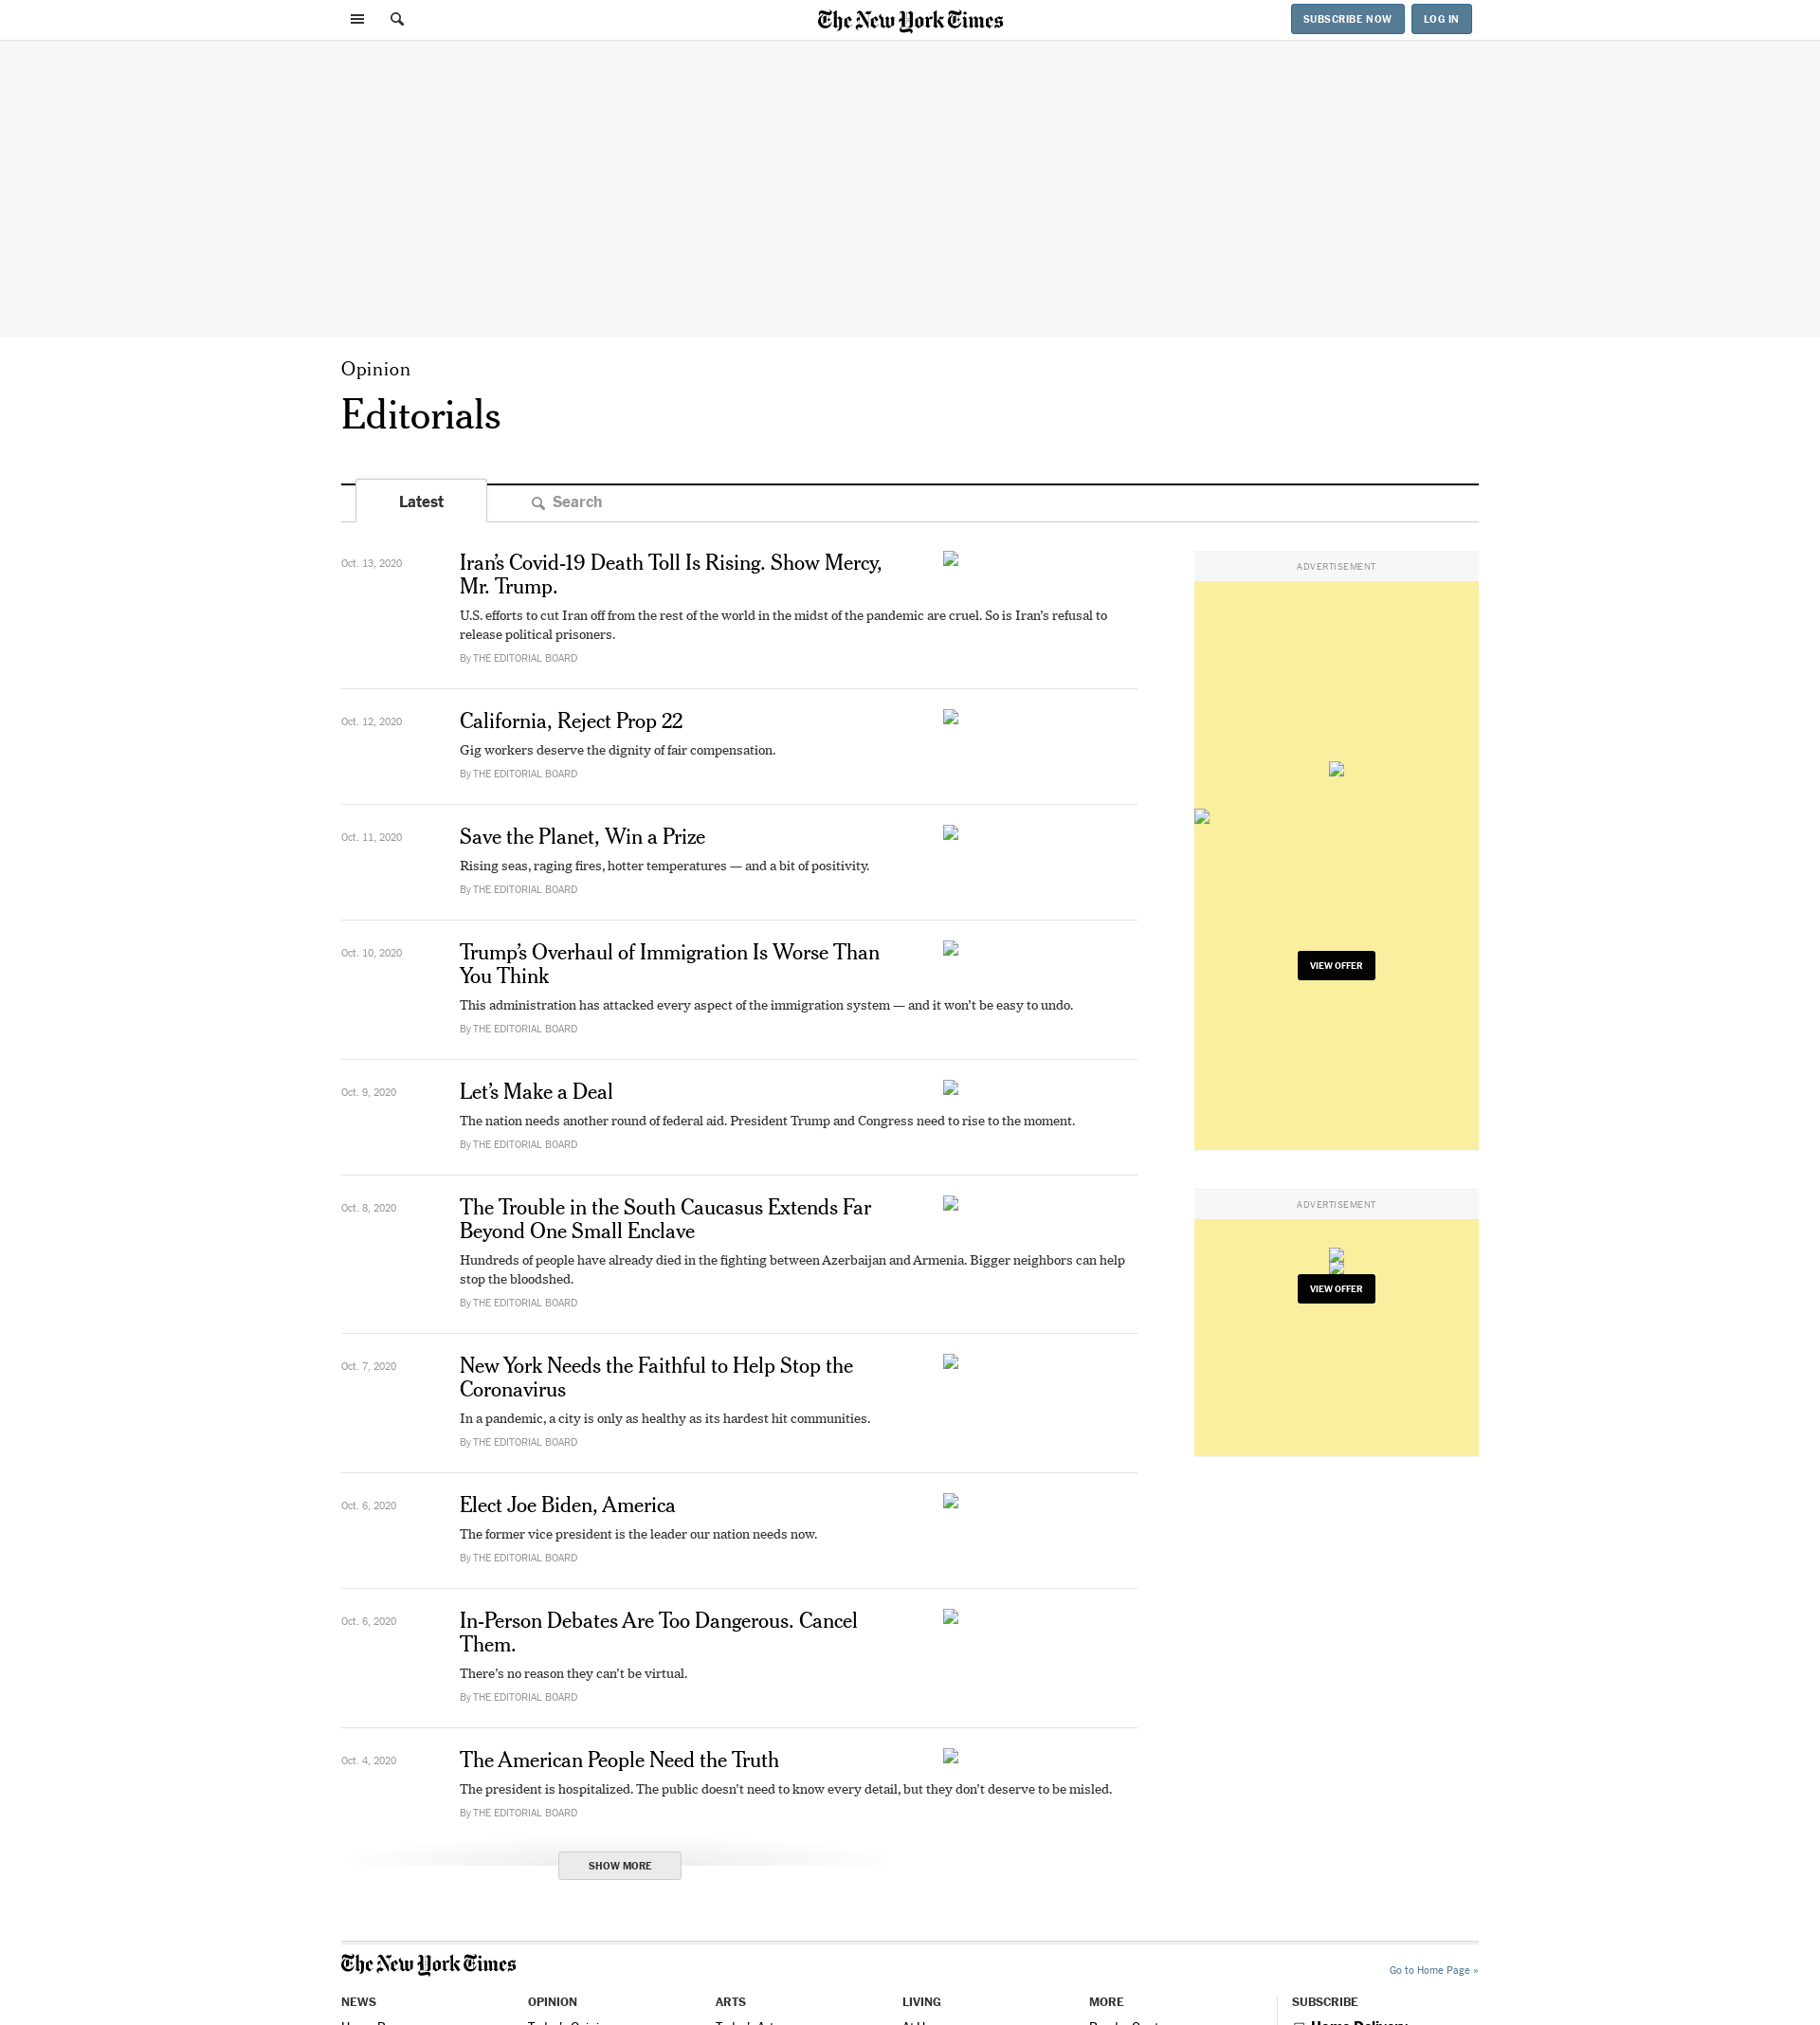 The New York Times
SUBSCRIBE NOW
LOG IN
Opinion
Editorials
Latest
Search
Oct. 13, 2020
Iran’s Covid-19 Death Toll Is Rising. Show Mercy,
Mr. Trump.
U.S. efforts to cut Iran off from the rest of the world in the midst of the pandemic are cruel. So is Iran’s refusal to
release political prisoners.
By THE EDITORIAL BOARD
Oct. 12, 2020
California, Reject Prop 22
Gig workers deserve the dignity of fair compensation.
By THE EDITORIAL BOARD
Oct. 11, 2020
Save the Planet, Win a Prize
Rising seas, raging fires, hotter temperatures — and a bit of positivity.
By THE EDITORIAL BOARD
Oct. 10, 2020
Trump’s Overhaul of Immigration Is Worse Than
You Think
This administration has attacked every aspect of the immigration system — and it won’t be easy to undo.
By THE EDITORIAL BOARD
Oct. 9, 2020
Let’s Make a Deal
The nation needs another round of federal aid. President Trump and Congress need to rise to the moment.
By THE EDITORIAL BOARD
Oct. 8, 2020
The Trouble in the South Caucasus Extends Far
Beyond One Small Enclave
Hundreds of people have already died in the fighting between Azerbaijan and Armenia. Bigger neighbors can help
stop the bloodshed.
By THE EDITORIAL BOARD
Oct. 7, 2020
New York Needs the Faithful to Help Stop the
Coronavirus
In a pandemic, a city is only as healthy as its hardest hit communities.
By THE EDITORIAL BOARD
Oct. 6, 2020
Elect Joe Biden, America
The former vice president is the leader our nation needs now.
By THE EDITORIAL BOARD
Oct. 6, 2020
In-Person Debates Are Too Dangerous. Cancel
Them.
There’s no reason they can’t be virtual.
By THE EDITORIAL BOARD
Oct. 4, 2020
The American People Need the Truth
The president is hospitalized. The public doesn’t need to know every detail, but they don’t deserve to be misled.
By THE EDITORIAL BOARD
SHOW MORE
ADVERTISEMENT
VIEW OFFER
ADVERTISEMENT
VIEW OFFER
The New York Times
Go to Home Page »
NEWS
OPINION
ARTS
LIVING
MORE
SUBSCRIBE
Home Delivery